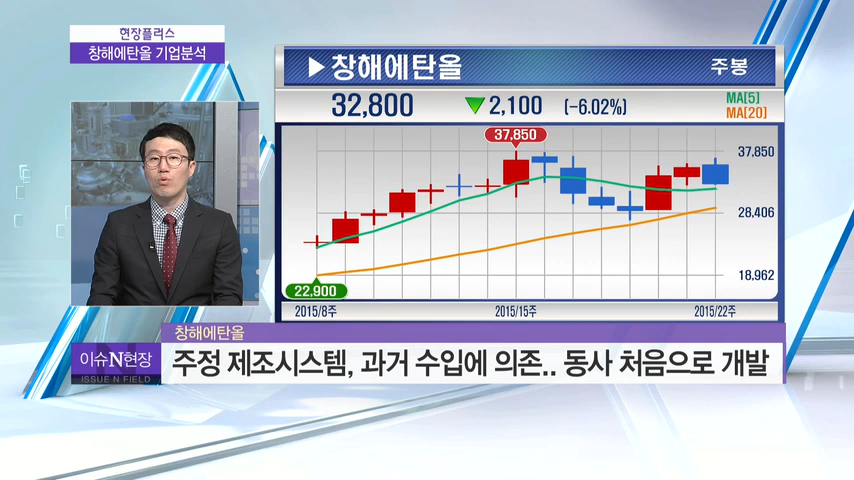 현장플러스
창해에탄올 기업분석
▶창해에탄올
주봉
32,800 ▼2,100 (-6.02%)
MA[5]
MA[20]
37,850
37,850
28,406
18,962
22,900
2015/8주 2015/15주 2015/22주
창해에탄올
이슈N현장
ISSUE N FIELD
주정 제조시스템, 과거 수입에 의존.. 동사 처음으로 개발